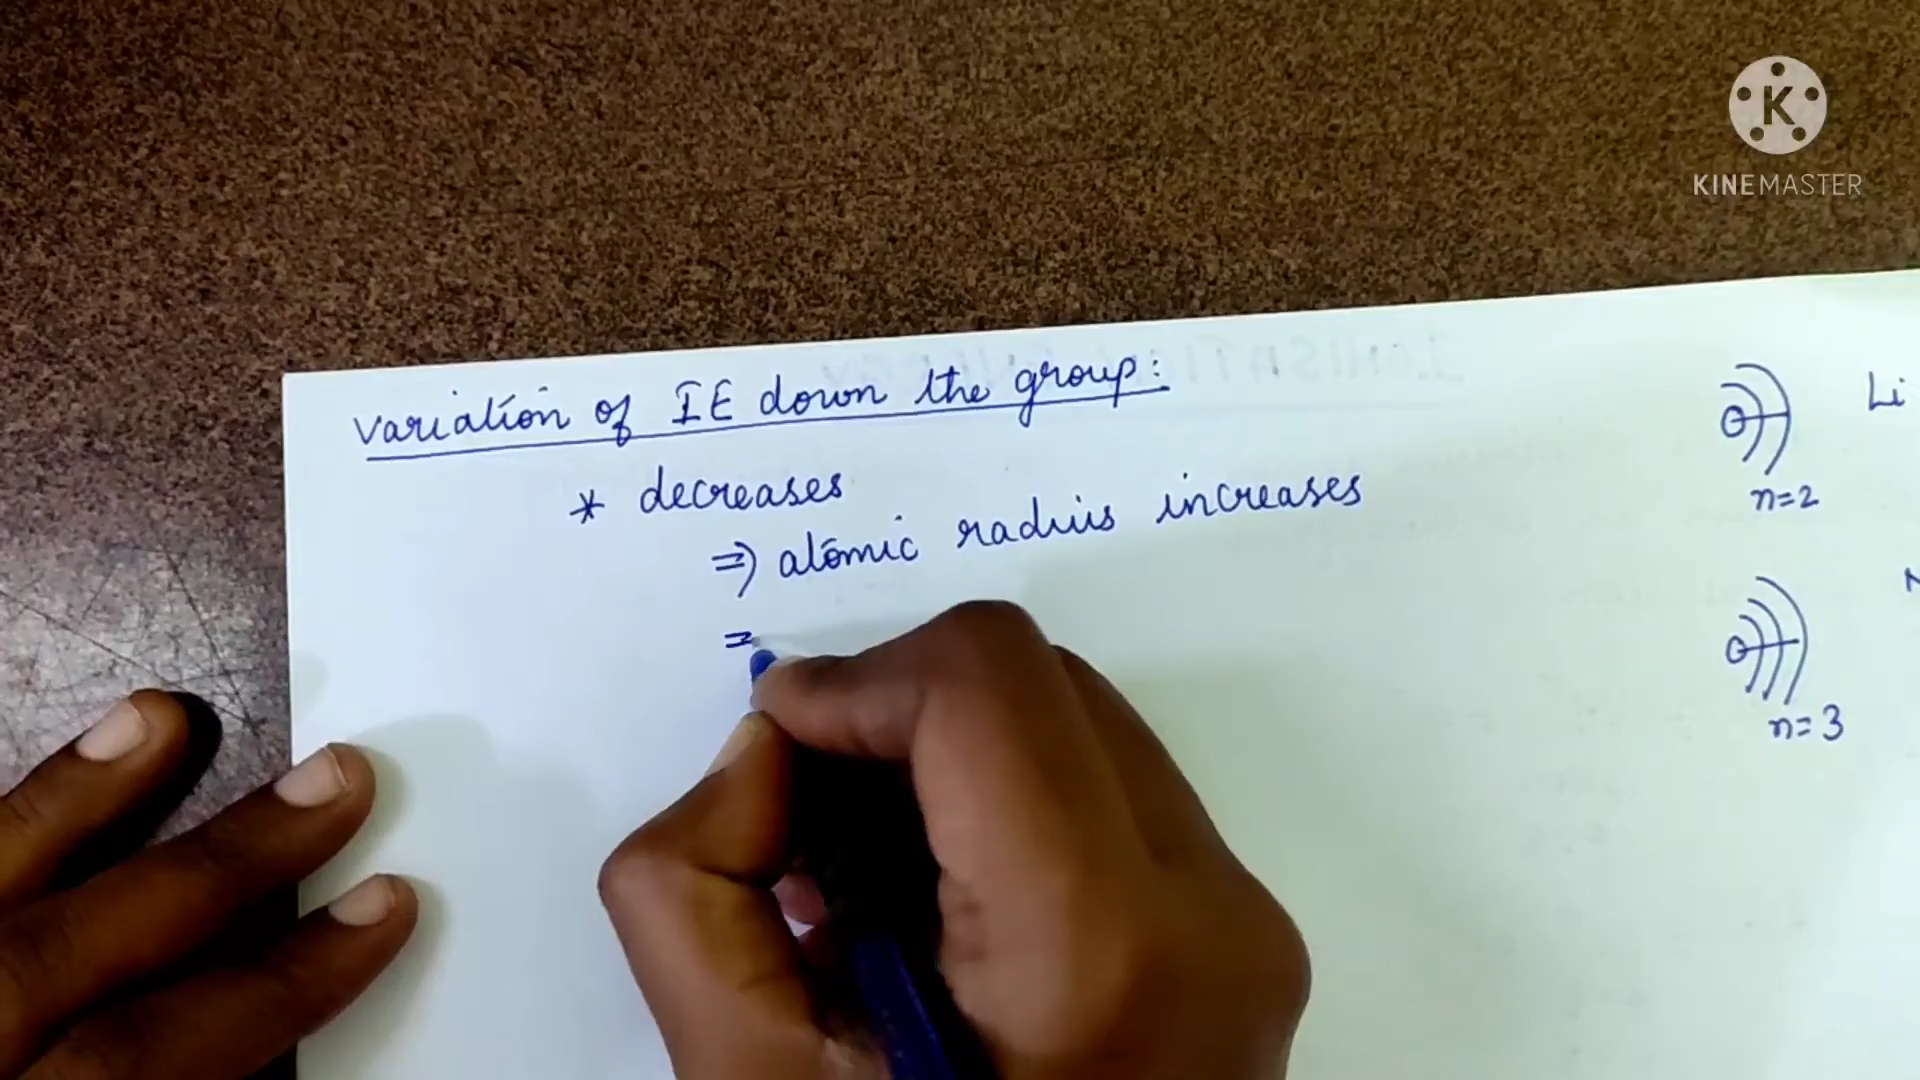 K
KINEMASTER
Variation of IE down the group:
* decreases
⇒ atomic radius increases
=
Li
n=2
n=3